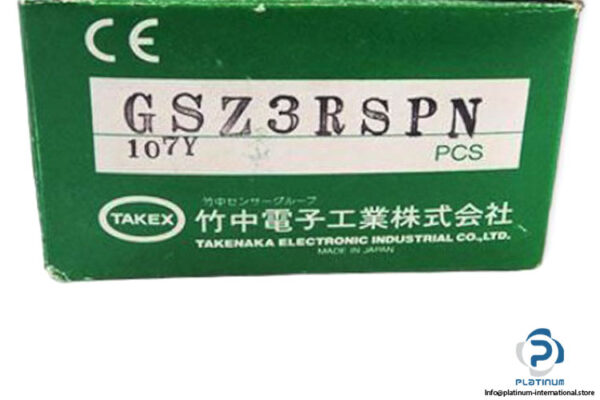 CE
GSZ3RSPN
107Y
PCS
竹中センサーグループ
TAKEX
竹中電子工業株式会社
TAKENAKA ELECTRONIC INDUSTRIAL CO.,LTD.
MADE IN JAPAN
PLATINUM
Info@platinum-international.store